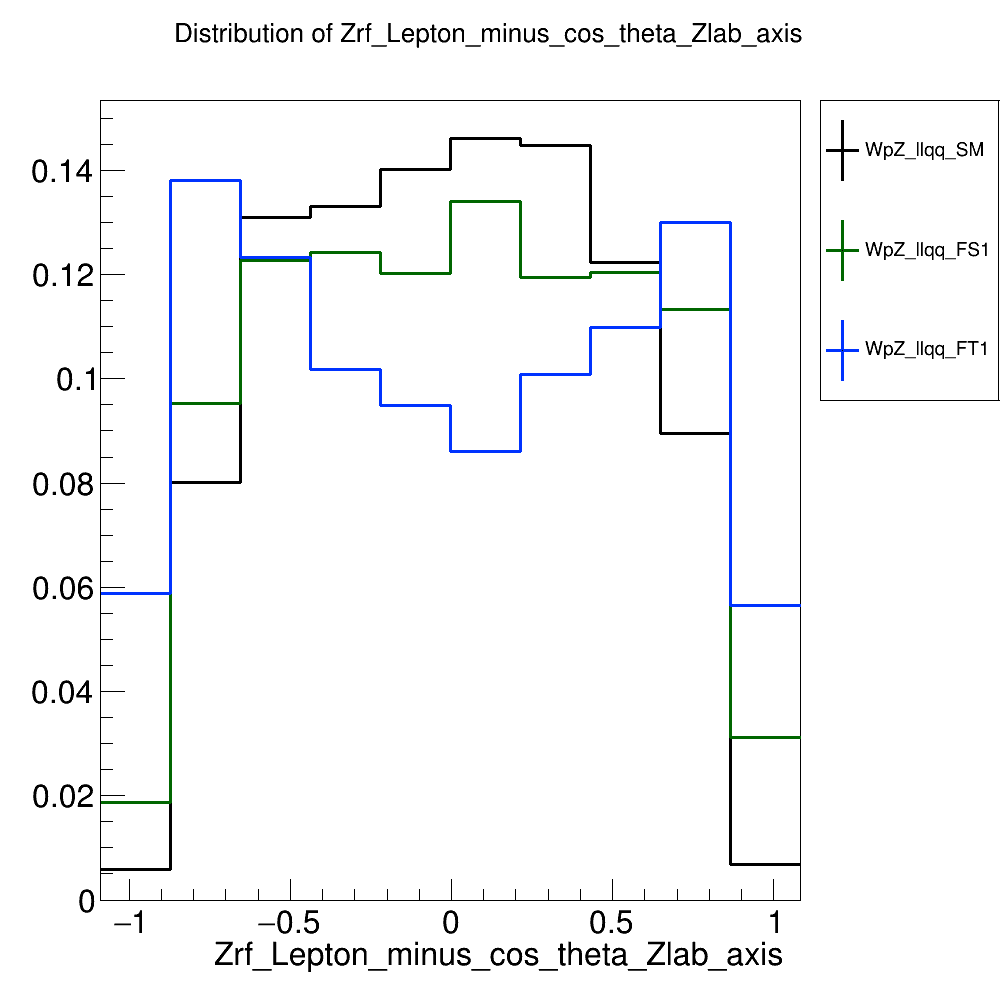 Distribution of Zrf_Lepton_minus_cos_theta_Zlab_axis
WpZ_llqq_SM
WpZ_llqq_FS1
WpZ_llqq_FT1
0.14
0.12
0.1
0.08
0.06
0.04
0.02
0
−1 −0.5 0 0.5 1
Zrf_Lepton_minus_cos_theta_Zlab_axis